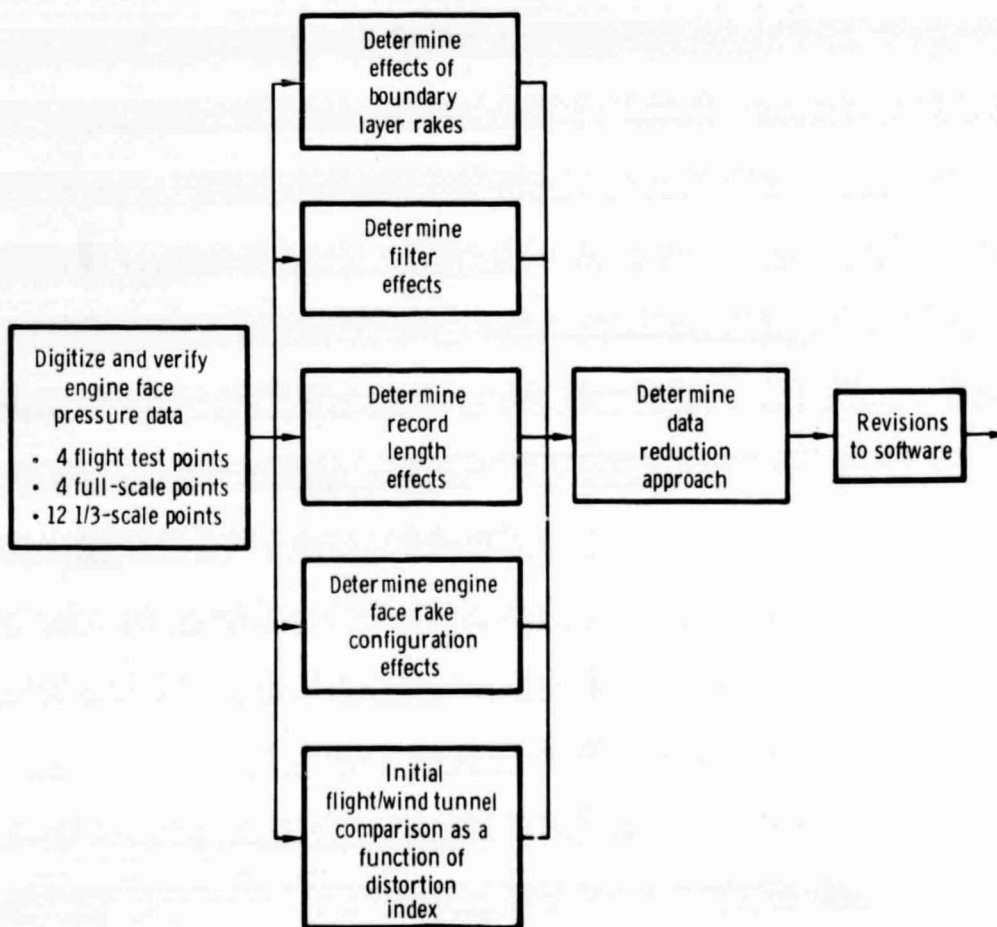 Determine
effects of
boundary
layer rakes
Determine
filter
effects
Digitize and verify
engine face
pressure data
• 4 flight test points
• 4 full-scale points
• 12 1/3-scale points
Determine
record
length
effects
Determine
data
reduction
approach
Revisions
to software
Determine engine
face rake
configuration
effects
Initial
flight/wind tunnel
comparison as a
function of
distortion
index